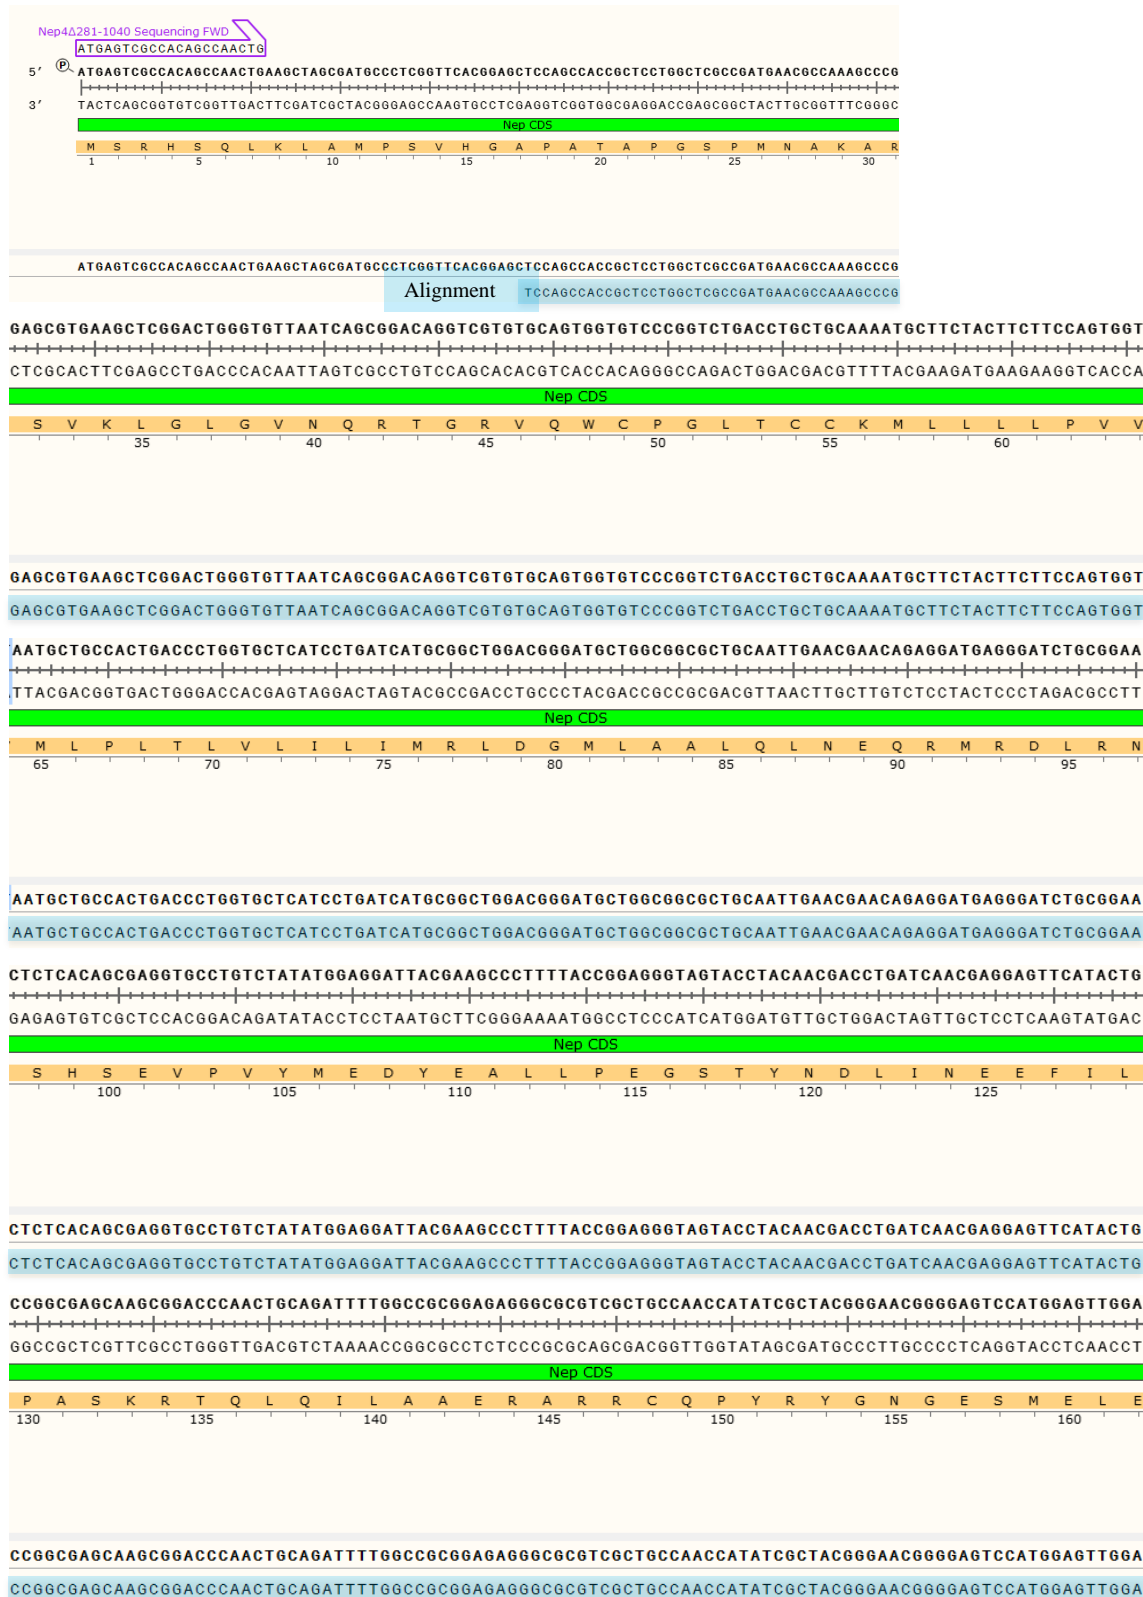 Nep4Δ281-1040 Sequencing FWD
ATGAGTCGCCACAGCCAACTG
5′ P ATGAGTCGCCACAGCCAACTGAAGCTAGCGATGCCCTCGGTTCACGGAGCTCCAGCCACCGCTCCTGGCTCGCCGATGAACGCCAAAGCCCG
3′ TACTCAGCGGTGTCGGTTGACTTCGATCGCTACGGGAGCCAAGTGCCTCGAGGTCGGTGGCGAGGACCGAGCGGCTACTTGCGGTTTCGGGC
Nep CDS
M S R H S Q L K L A M P S V H G A P A T A P G S P M N A K A R
1 5 10 15 20 25 30
ATGAGTCGCCACAGCCAACTGAAGCTAGCGATGCCCTCGGTTCACGGAGCTCCAGCCACCGCTCCTGGCTCGCCGATGAACGCCAAAGCCCG
Alignment TCCAGCCACCGCTCCTGGCTCGCCGATGAACGCCAAAGCCCG
GAGCGTGAAGCTCGGACTGGGTGTTAATCAGCGGACAGGTCGTGTGCAGTGGTGTCCCGGTCTGACCTGCTGCAAAATGCTTCTACTTCTTCCAGTGGT
CTCGCACTTCGAGCCTGACCCACAATTAGTCGCCTGTCCAGCACACGTCACCACAGGGCCAGACTGGACGACGTTTTACGAAGATGAAGAAGGTCACCA
Nep CDS
S V K L G L G V N Q R T G R V Q W C P G L T C C K M L L L P V V
35 40 45 50 55 60
GAGCGTGAAGCTCGGACTGGGTGTTAATCAGCGGACAGGTCGTGTGCAGTGGTGTCCCGGTCTGACCTGCTGCAAAATGCTTCTACTTCTTCCAGTGGT
GAGCGTGAAGCTCGGACTGGGTGTTAATCAGCGGACAGGTCGTGTGCAGTGGTGTCCCGGTCTGACCTGCTGCAAAATGCTTCTACTTCTTCCAGTGGT
AATGCTGCCACTGACCCTGGTGCTCATCCTGATCATGCGGCTGGACGGGATGCTGGCGGCGCTGCAATTGAACGAACAGAGGATGAGGGATCTGCGGAA
TTACGACGGTGACTGGGACCACGAGTAGGACTAGTACGCCGACCTGCCCTACGACCGCCGCGACGTTAACTTGCTTGTCTCCTACTCCCTAGACGCCTT
Nep CDS
M L P L T L V L I L I M R L D G M L A A L Q L N E Q R M R D L R N
65 70 75 80 85 90 95
AATGCTGCCACTGACCCTGGTGCTCATCCTGATCATGCGGCTGGACGGGATGCTGGCGGCGCTGCAATTGAACGAACAGAGGATGAGGGATCTGCGGAA
AATGCTGCCACTGACCCTGGTGCTCATCCTGATCATGCGGCTGGACGGGATGCTGGCGGCGCTGCAATTGAACGAACAGAGGATGAGGGATCTGCGGAA
CTCTCACAGCGAGGTGCCTGTCTATATGGAGGATTACGAAGCCCTTTTACCGGAGGGTAGTACCTACAACGACCTGATCAACGAGGAGTTCATACTG
GAGAGTGTCGCTCCACGGACAGATATACCTCCTAATGCTTCGGGAAAATGGCCTCCCATCATGGATGTTGCTGGACTAGTTGCTCCTCAAGTATGAC
Nep CDS
S H S E V P V Y M E D Y E A L L P E G S T Y N D L I N E E F I L
100 105 110 115 120 125
CTCTCACAGCGAGGTGCCTGTCTATATGGAGGATTACGAAGCCCTTTTACCGGAGGGTAGTACCTACAACGACCTGATCAACGAGGAGTTCATACTG
CTCTCACAGCGAGGTGCCTGTCTATATGGAGGATTACGAAGCCCTTTTACCGGAGGGTAGTACCTACAACGACCTGATCAACGAGGAGTTCATACTG
CCGGCGAGCAAGCGGACCCAACTGCAGATTTTGGCCGCGGAGAGGGCGCGTCGCTGCCAACCATATCGCTACGGGAACGGGGAGTCCATGGAGTTGGA
GGCCGCTCGTTCGCCTGGGTTGACGTCTAAAACCGGCGCCTCTCCCGCGCAGCGACGGTTGGTATAGCGATGCCCTTGCCCCTCAGGTACCTCAACCT
Nep CDS
P A S K R T Q L Q I L A A E R A R R C Q P Y R Y G N G E S M E L E
130 135 140 145 150 155 160
CCGGCGAGCAAGCGGACCCAACTGCAGATTTTGGCCGCGGAGAGGGCGCGTCGCTGCCAACCATATCGCTACGGGAACGGGGAGTCCATGGAGTTGGA
CCGGCGAGCAAGCGGACCCAACTGCAGATTTTGGCCGCGGAGAGGGCGCGTCGCTGCCAACCATATCGCTACGGGAACGGGGAGTCCATGGAGTTGGA